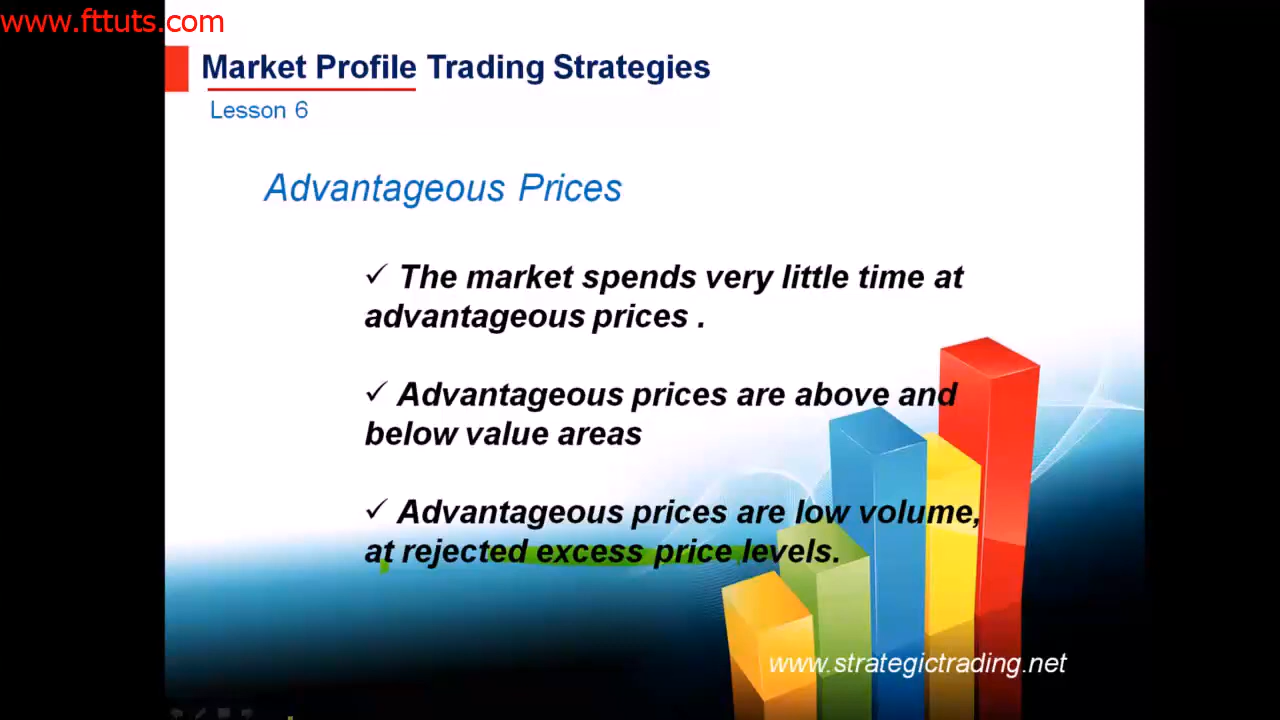 www.fttuts.com
Market Profile Trading Strategies
Lesson 6
Advantageous Prices
✓ The market spends very little time at
advantageous prices .
✓ Advantageous prices are above and
below value areas
✓ Advantageous prices are low volume,
at rejected excess price levels.
www.strategictrading.net